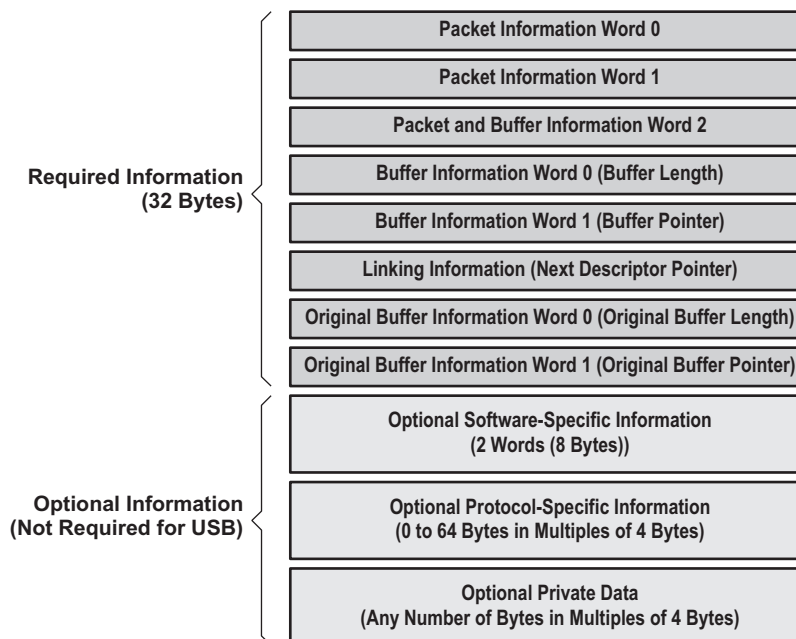 Packet Information Word 0
Packet Information Word 1
Packet and Buffer Information Word 2
Required Information
(32 Bytes)
Buffer Information Word 0 (Buffer Length)
Buffer Information Word 1 (Buffer Pointer)
Linking Information (Next Descriptor Pointer)
Original Buffer Information Word 0 (Original Buffer Length)
Original Buffer Information Word 1 (Original Buffer Pointer)
Optional Software-Specific Information
(2 Words (8 Bytes))
Optional Information
(Not Required for USB)
Optional Protocol-Specific Information
(0 to 64 Bytes in Multiples of 4 Bytes)
Optional Private Data
(Any Number of Bytes in Multiples of 4 Bytes)